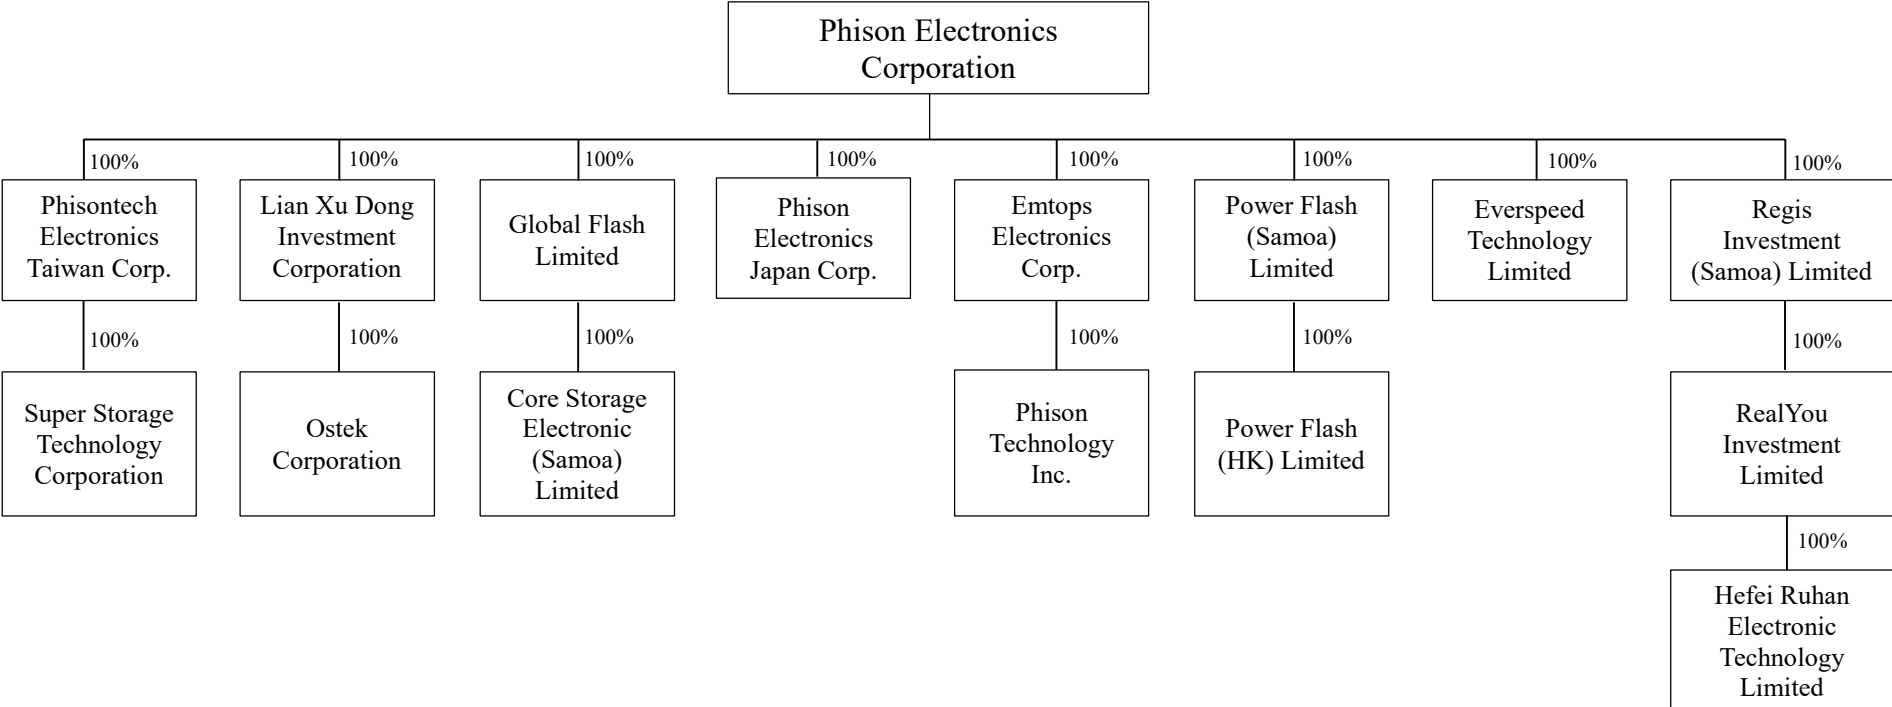 Phison Electronics
Corporation
100%
100%
100%
100%
100%
100%
100%
100%
Phisontech
Electronics
Taiwan Corp.
Lian Xu Dong
Investment
Corporation
Global Flash
Limited
Phison
Electronics
Japan Corp.
Emtops
Electronics
Corp.
Power Flash
(Samoa)
Limited
Everspeed
Technology
Limited
Regis
Investment
(Samoa) Limited
100%
100%
100%
100%
100%
100%
Super Storage
Technology
Corporation
Ostek
Corporation
Core Storage
Electronic
(Samoa)
Limited
Phison
Technology
Inc.
Power Flash
(HK) Limited
RealYou
Investment
Limited
100%
Hefei Ruhan
Electronic
Technology
Limited